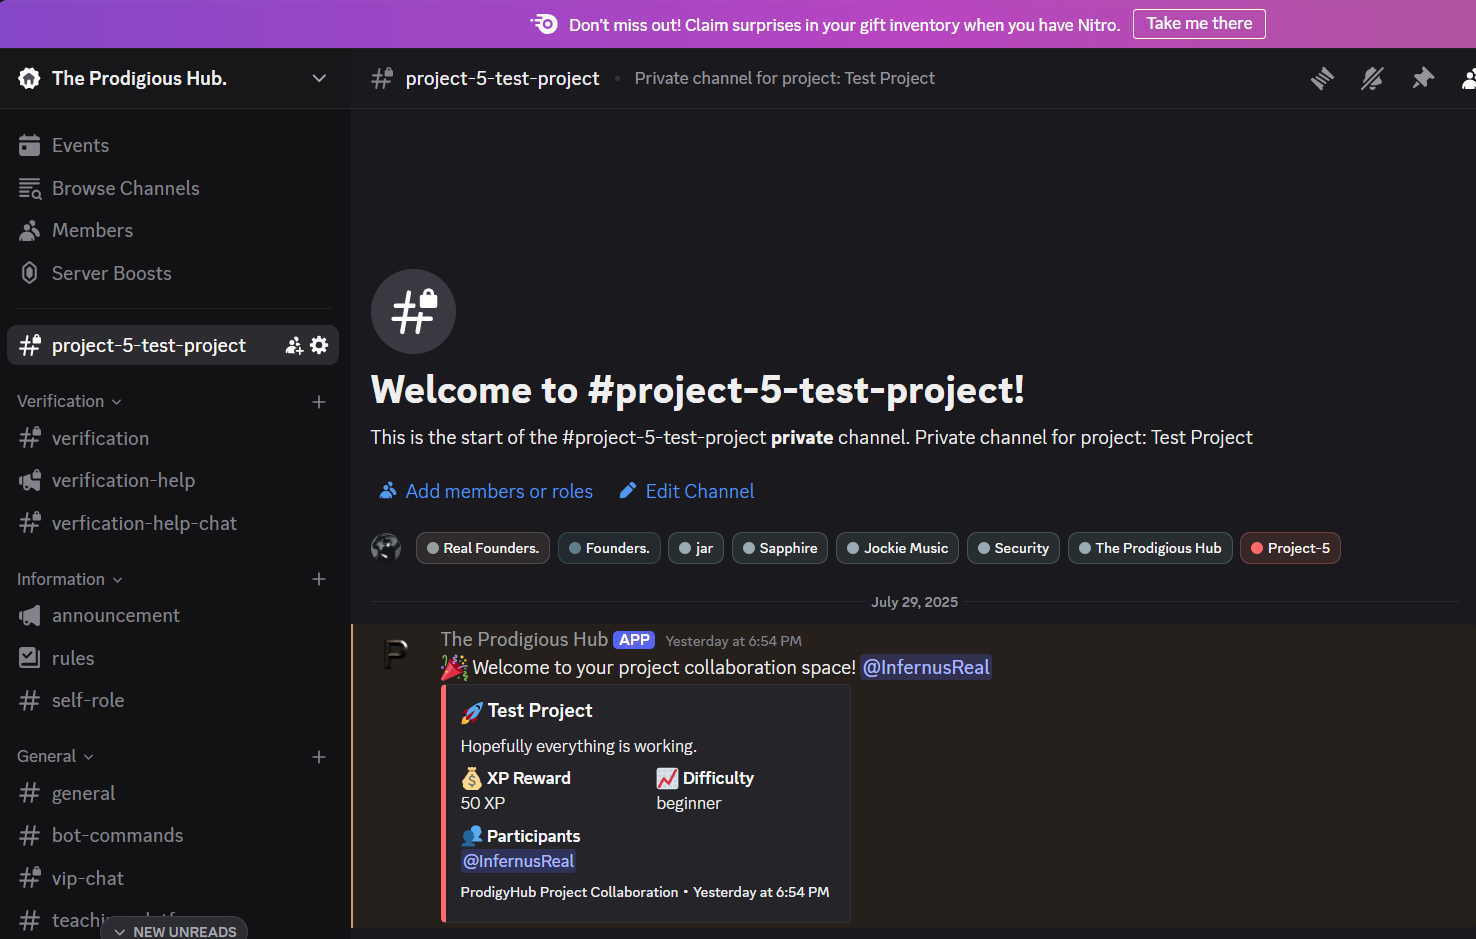 Don't miss out! Claim surprises in your gift inventory when you have Nitro. Take me there
The Prodigious Hub.
Events
Browse Channels
Members
Server Boosts
project-5-test-project
Verification
verification
verification-help
verfication-help-chat
Information
announcement
rules
self-role
General
general
bot-commands
vip-chat
NEW UNREADS
project-5-test-project • Private channel for project: Test Project
Welcome to #project-5-test-project!
This is the start of the #project-5-test-project private channel. Private channel for project: Test Project
Add members or roles Edit Channel
Real Founders. Founders. jar Sapphire Jockie Music Security The Prodigious Hub Project-5
July 29, 2025
The Prodigious Hub APP Yesterday at 6:54 PM
🎉 Welcome to your project collaboration space! @InfernusReal
🚀 Test Project
Hopefully everything is working.
💰 XP Reward 📈 Difficulty
50 XP beginner
👥 Participants
@InfernusReal
ProdigyHub Project Collaboration • Yesterday at 6:54 PM